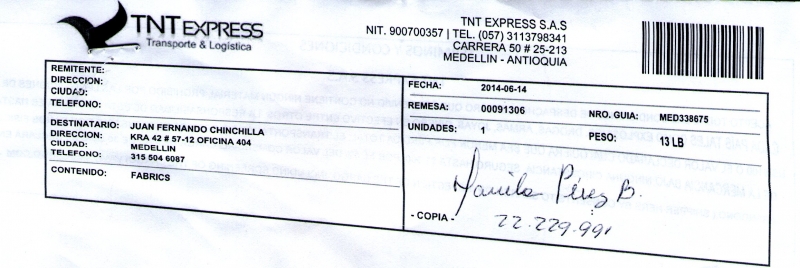 TNT EXPRESS
Transporte & Logística
TNT EXPRESS S.A.S
NIT. 900700357 | TEL. (057) 3113798341
CARRERA 50 # 25-213
MEDELLIN - ANTIOQUIA
REMITENTE:
DIRECCION:
CIUDAD:
TELEFONO:
DESTINATARIO: JUAN FERNANDO CHINCHILLA
DIRECCION: KRA 42 # 57-12 OFICINA 404
CIUDAD: MEDELLIN
TELEFONO: 315 504 6087
CONTENIDO: FABRICS
FECHA: 2014-06-14
REMESA: 00091306 NRO. GUIA: MED338675
UNIDADES: 1 PESO: 13 LB
Pérez B.
- COPIA - 22.229.991